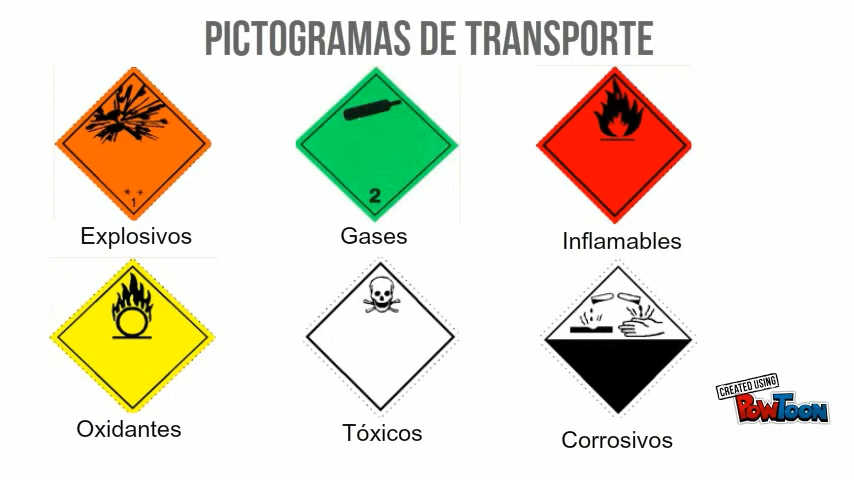 PICTOGRAMAS DE TRANSPORTE
* *
1
2
Explosivos
Gases
Inflamables
Oxidantes
Tóxicos
Corrosivos
CREATED USING
POWTOON